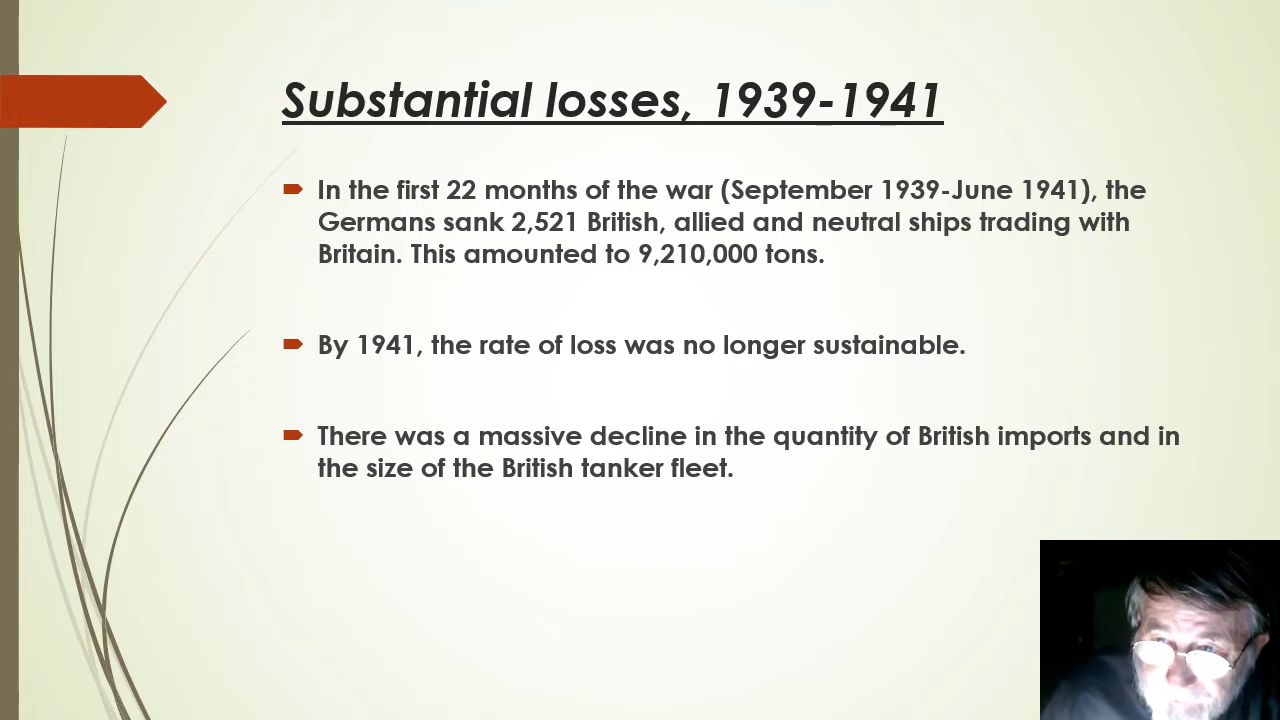 Substantial losses, 1939-1941
In the first 22 months of the war (September 1939-June 1941), the
Germans sank 2,521 British, allied and neutral ships trading with
Britain. This amounted to 9,210,000 tons.
By 1941, the rate of loss was no longer sustainable.
There was a massive decline in the quantity of British imports and in
the size of the British tanker fleet.